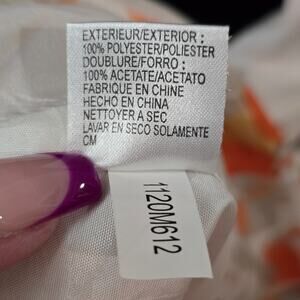 EXTERIEUR/EXTERIOR :
100% POLYESTER/POLIESTER
DOUBLURE/FORRO :
100% ACETATE/ACETATO
FABRIQUE EN CHINE
HECHO EN CHINA
NETTOYER A SEC
LAVAR EN SECO SOLAMENTE
CM
1120M612